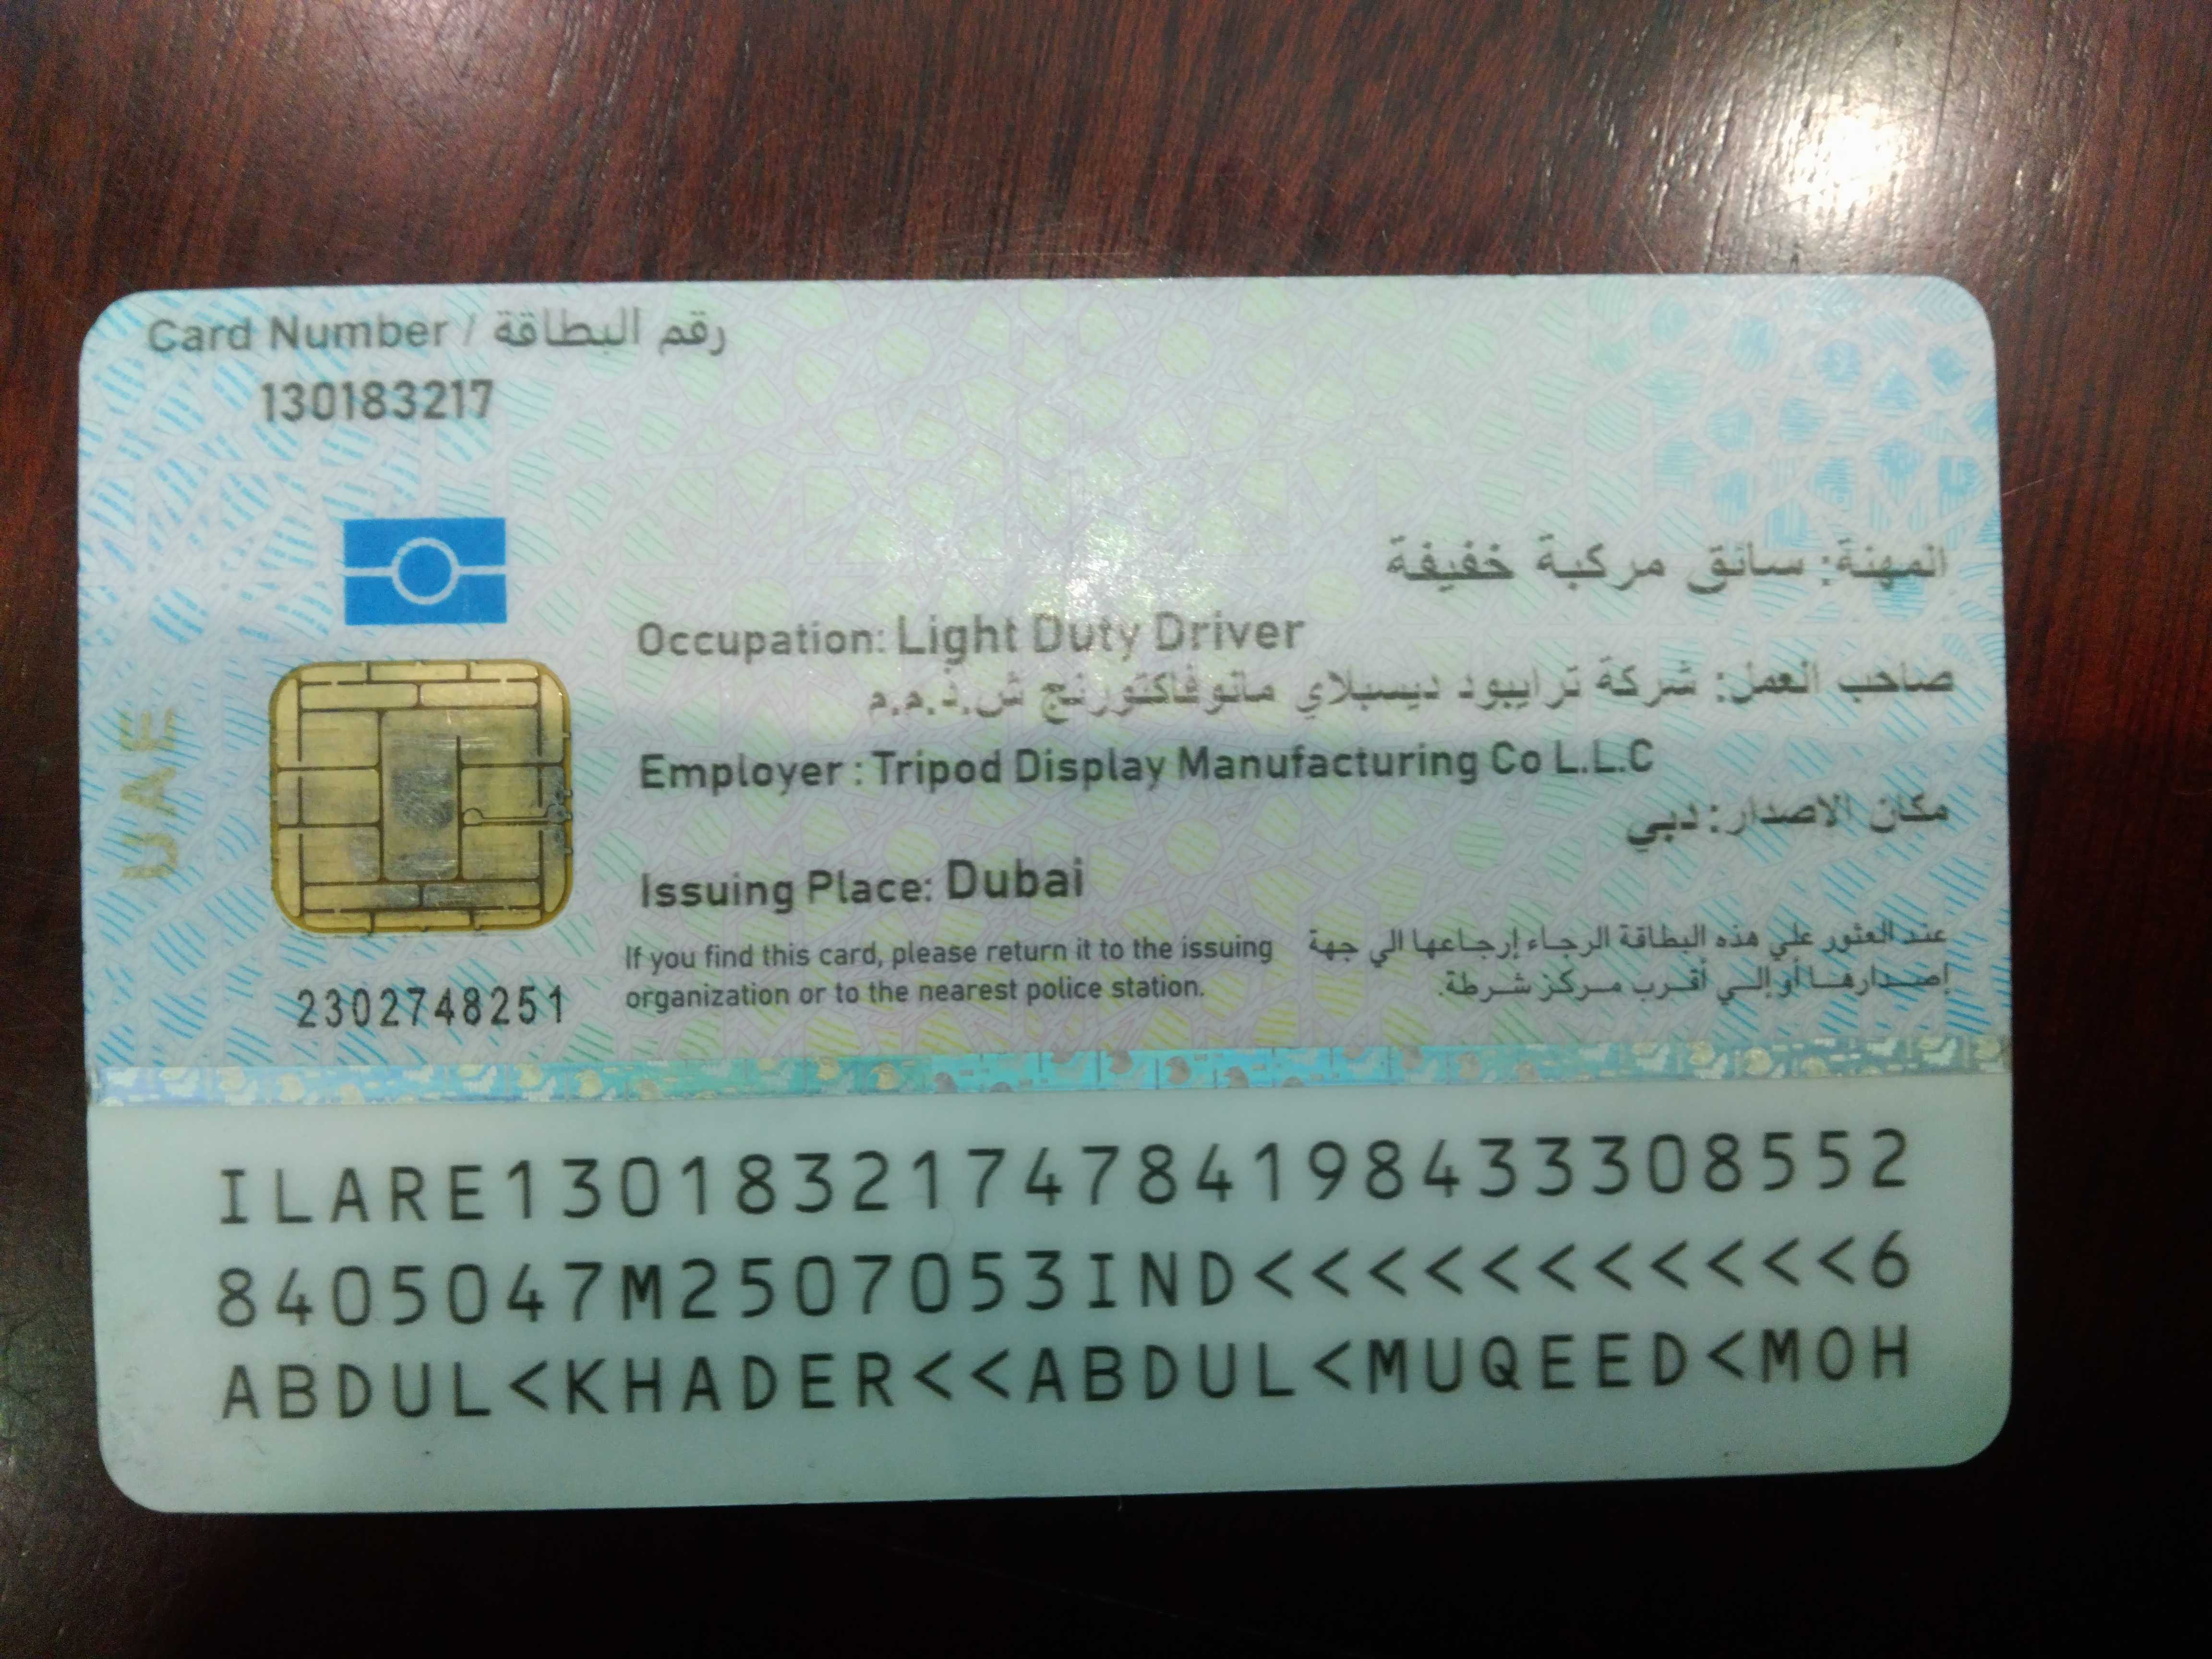 Card Number / رقم البطاقة
130183217
المهنة: سائق مركبة خفيفة
Occupation: Light Duty Driver
صاحب العمل: شركة ترايبود ديسبلاي مانوفاكتورنج ش.ذ.م.م
Employer : Tripod Display Manufacturing Co L.L.C
مكان الاصدار: دبي
Issuing Place: Dubai
UAE
If you find this card, please return it to the issuing
organization or to the nearest police station.
عند العثور علي هذه البطاقة الرجاء إرجاعها الي جهة
إصدارها أو إلي أقرب مركز شرطة.
2302748251
ILARE1301832174784198433308552
8405047M2507053IND<<<<<<<<<<<6
ABDUL<KHADER<<ABDUL<MUQEED<MOH